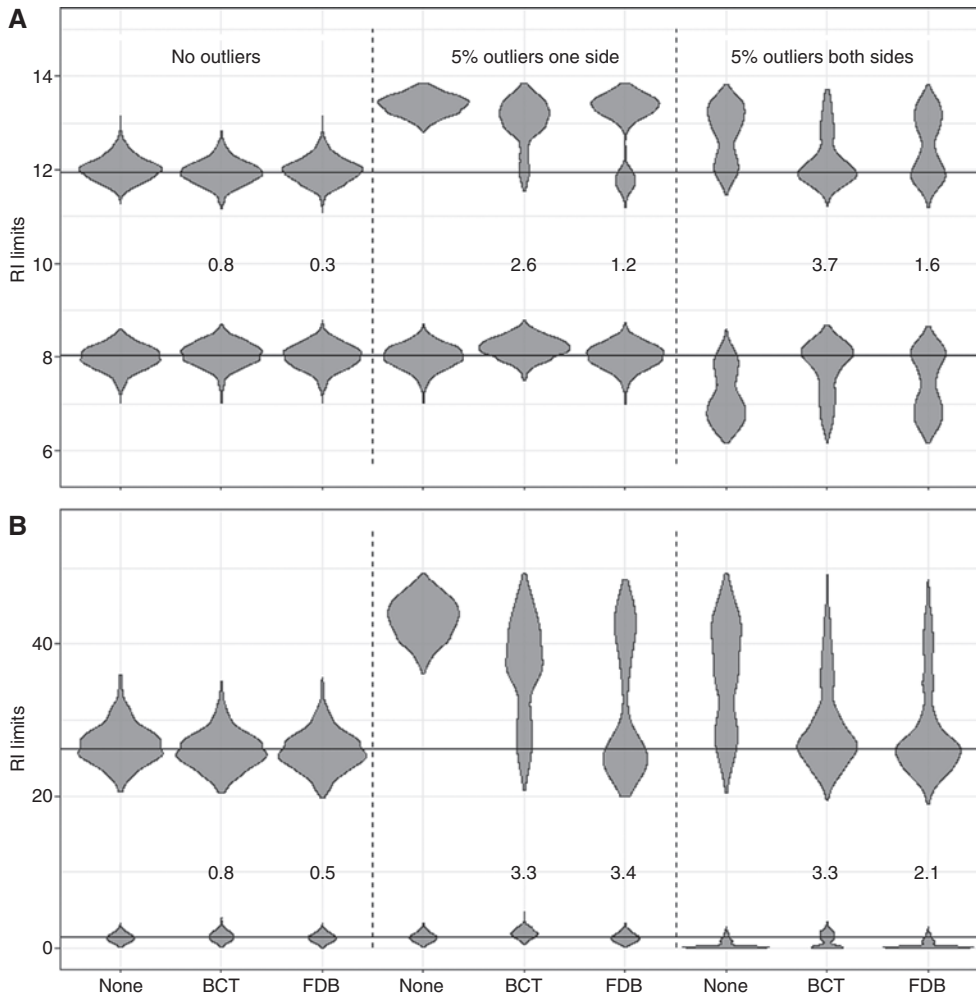 A
No outliers 5% outliers one side 5% outliers both sides
14
12
RI limits
10 0.8 0.3 2.6 1.2 3.7 1.6
8
6
B
40
RI limits
20
0.8 0.5 3.3 3.4 3.3 2.1
0
None BCT FDB None BCT FDB None BCT FDB